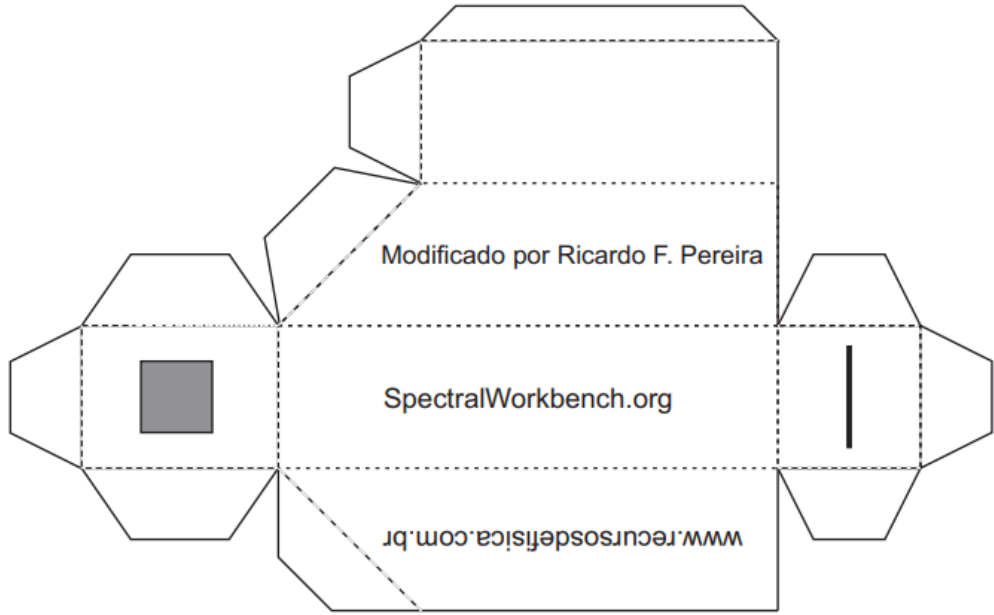 Modificado por Ricardo F. Pereira
SpectralWorkbench.org
www.recursosdefisica.com.br